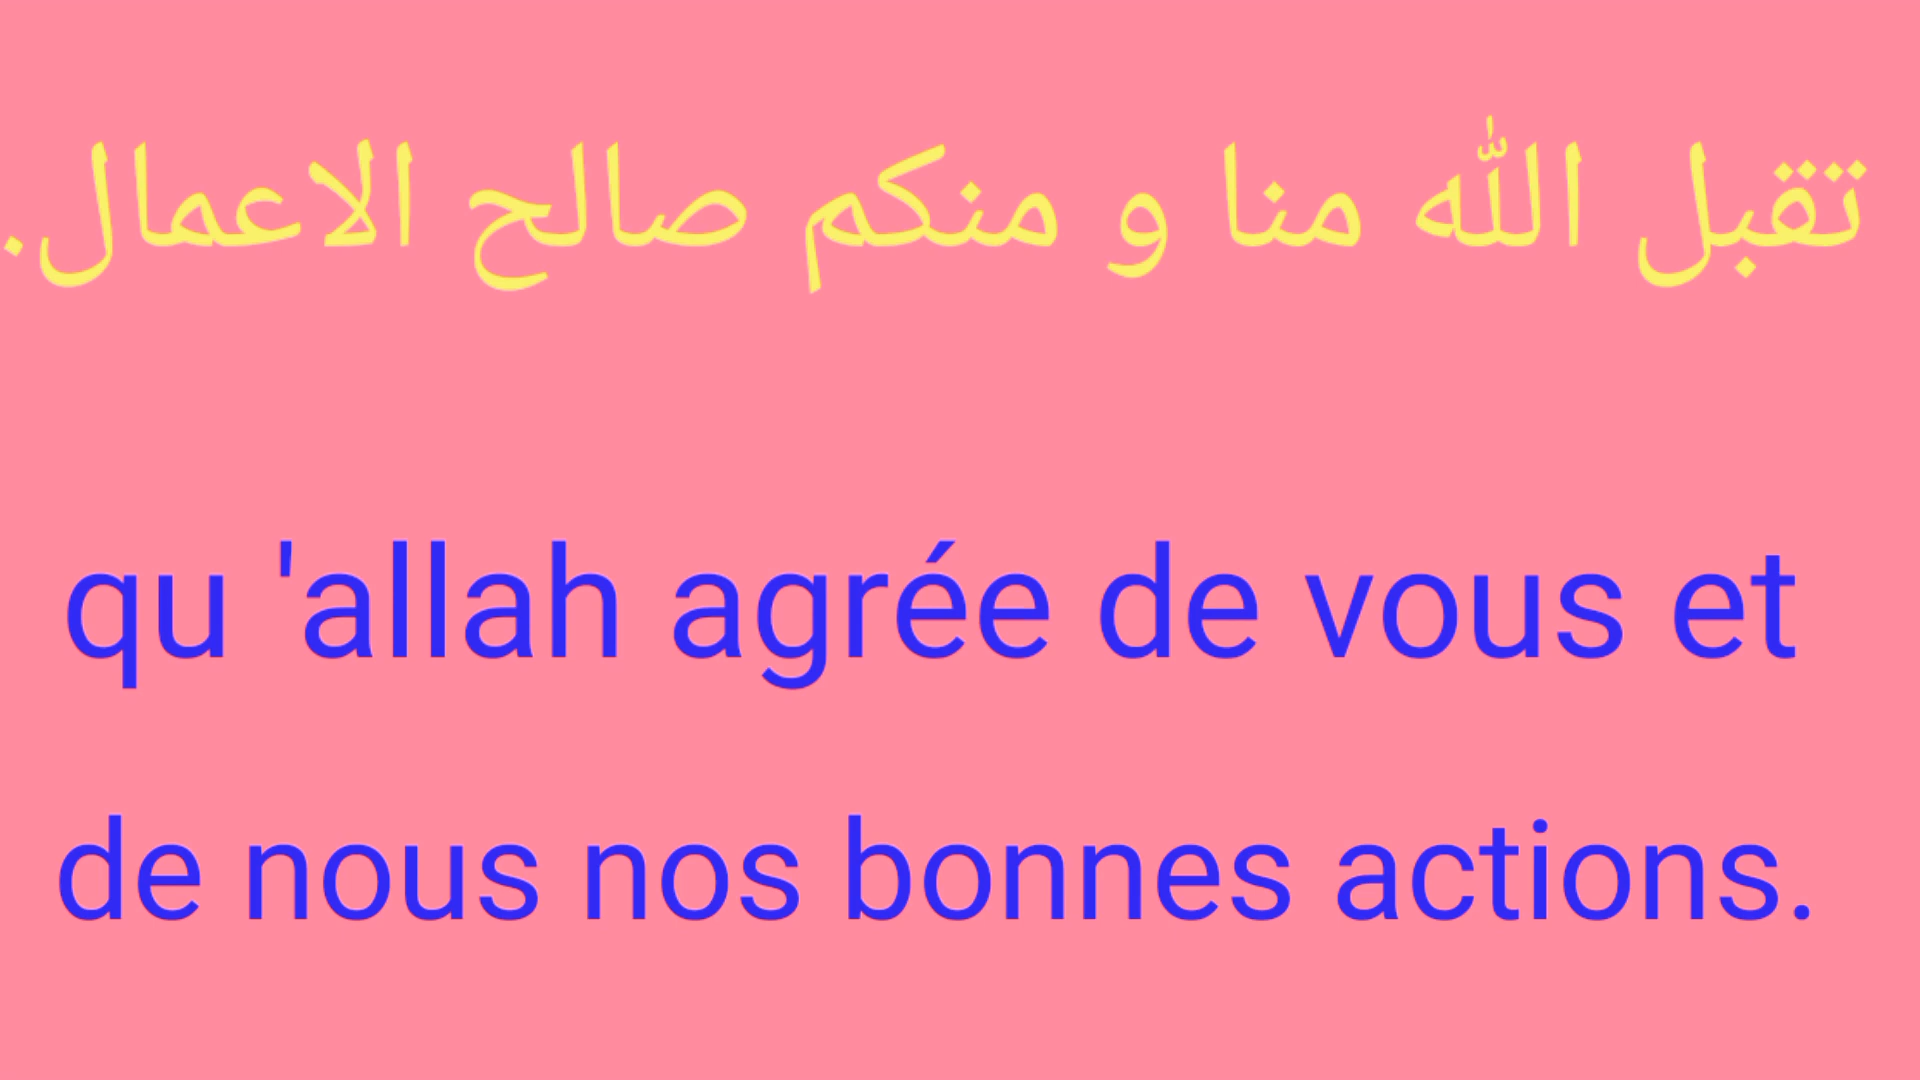 تقبل الله منا و منكم صالح الاعمال.
qu 'allah agrée de vous et
de nous nos bonnes actions.